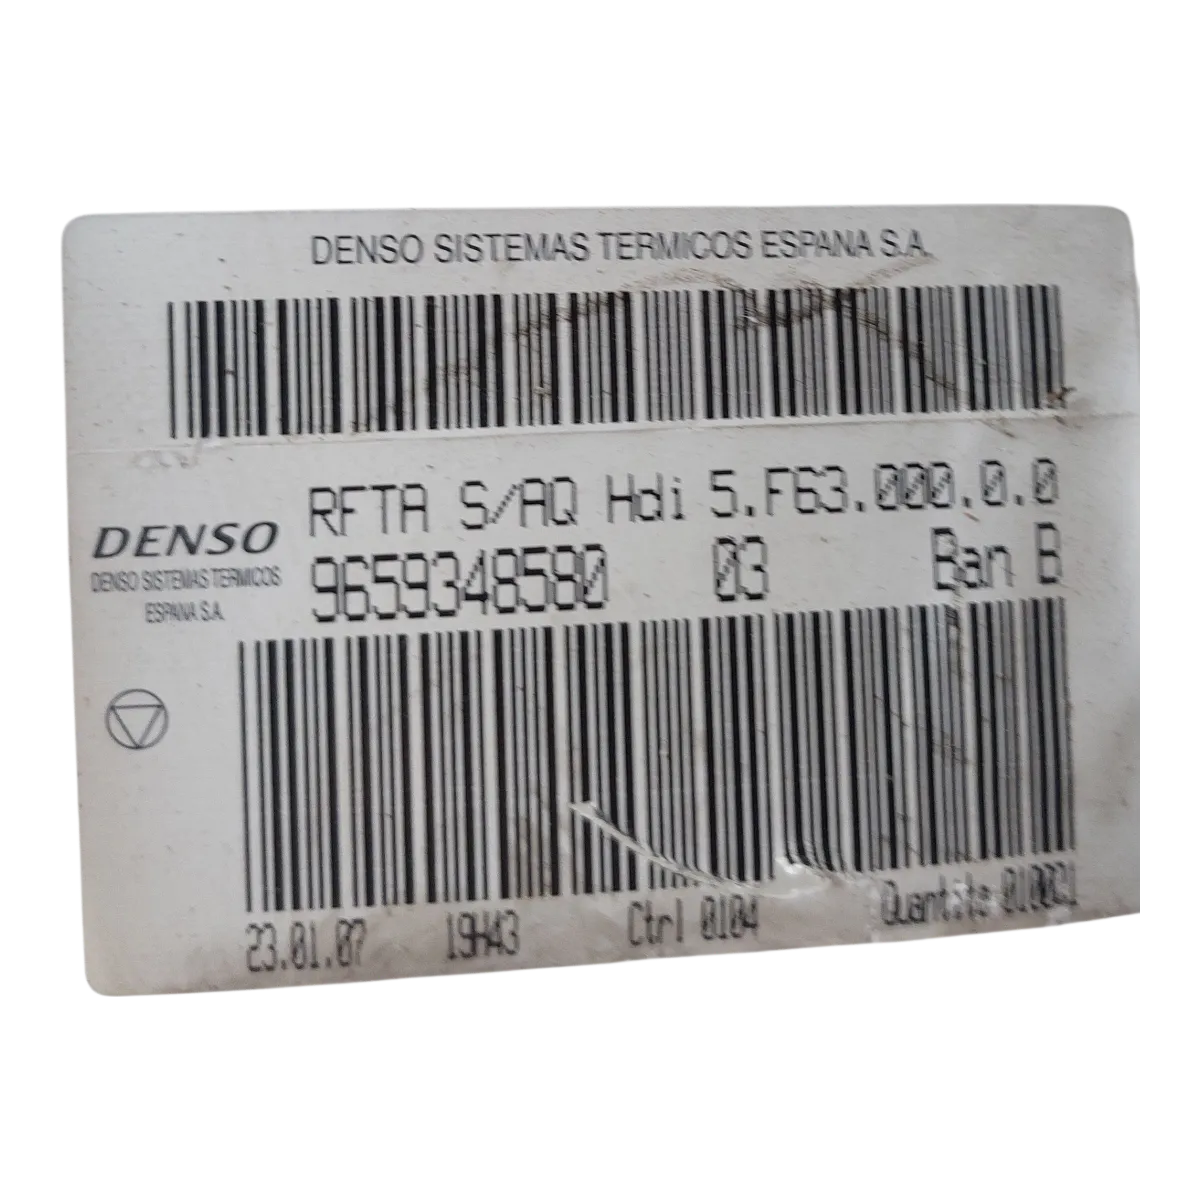 DENSO SISTEMAS TERMICOS ESPANA S.A.
RFTA S/AQ Hdi 5.F63.000.0.0
9659348580 03 Ban B
DENSO
DENSO SISTEMAS TERMICOS
ESPANA S.A.
23.01.07 19H43 Ctrl 0104 Quantite 010021